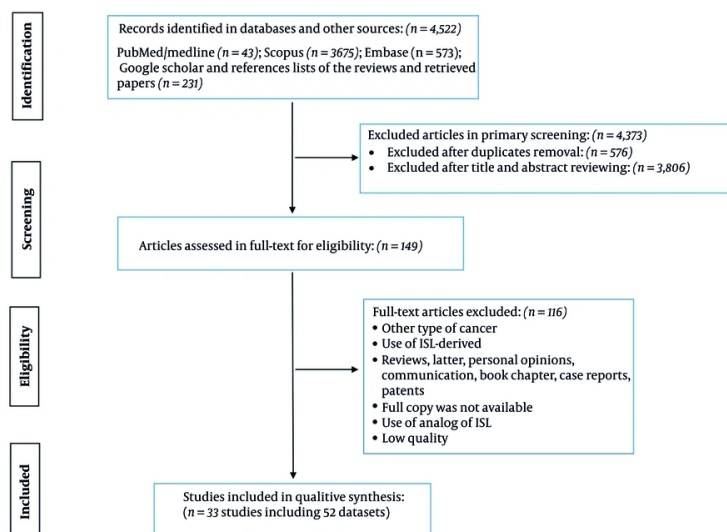 Identification
Records identified in databases and other sources: (n = 4,522)
PubMed/medline (n = 43); Scopus (n = 3675); Embase (n = 573);
Google scholar and references lists of the reviews and retrieved
papers (n = 231)
Excluded articles in primary screening: (n = 4,373)
• Excluded after duplicates removal: (n = 576)
• Excluded after title and abstract reviewing: (n = 3,806)
Screening
Articles assessed in full-text for eligibility: (n = 149)
Eligibility
Full-text articles excluded: (n = 116)
• Other type of cancer
• Use of ISL-derived
• Reviews, latter, personal opinions,
communication, book chapter, case reports,
patents
• Full copy was not available
• Use of analog of ISL
• Low quality
Included
Studies included in qualitive synthesis:
(n = 33 studies including 52 datasets)